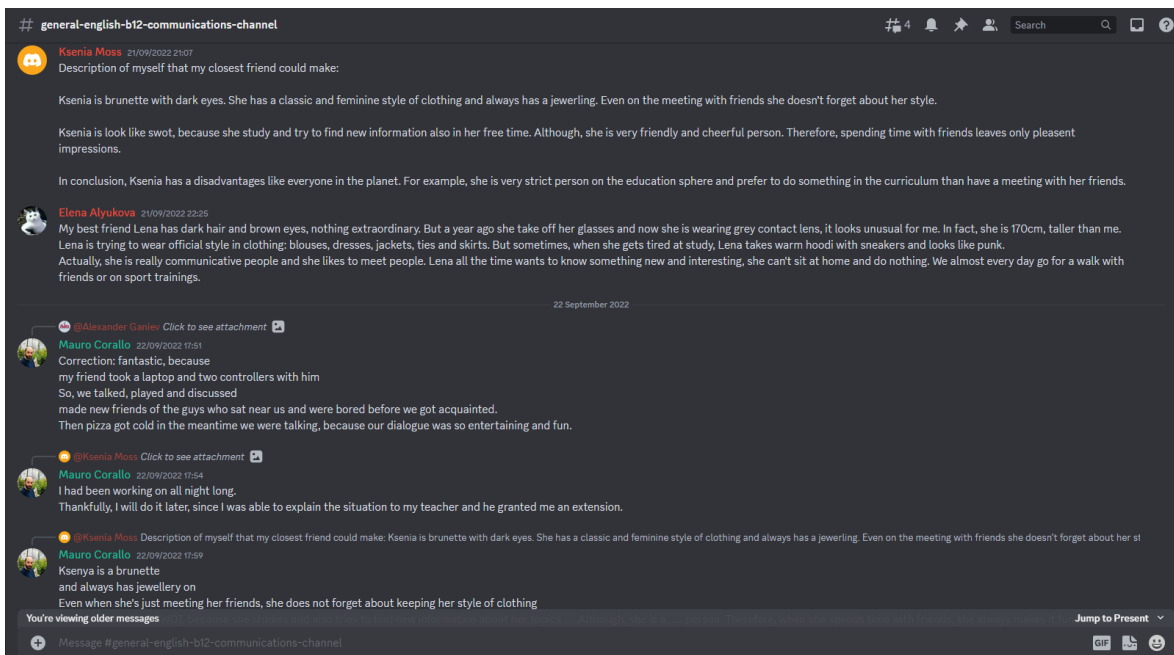 general-english-b12-communications-channel
4
Search
Ksenia Moss 21/09/2022 21:07
Description of myself that my closest friend could make:
Ksenia is brunette with dark eyes. She has a classic and feminine style of clothing and always has a jewerling. Even on the meeting with friends she doesn't forget about her style.
Ksenia is look like swot, because she study and try to find new information also in her free time. Although, she is very friendly and cheerful person. Therefore, spending time with friends leaves only pleasent
impressions.
In conclusion, Ksenia has a disadvantages like everyone in the planet. For example, she is very strict person on the education sphere and prefer to do something in the curriculum than have a meeting with her friends.
Elena Alyukova 21/09/2022 22:25
My best friend Lena has dark hair and brown eyes, nothing extraordinary. But a year ago she take off her glasses and now she is wearing grey contact lens, it looks unusual for me. In fact, she is 170cm, taller than me.
Lena is trying to wear official style in clothing: blouses, dresses, jackets, ties and skirts. But sometimes, when she gets tired at study, Lena takes warm hoodi with sneakers and looks like punk.
Actually, she is really communicative people and she likes to meet people. Lena all the time wants to know something new and interesting, she can't sit at home and do nothing. We almost every day go for a walk with
friends or on sport trainings.
22 September 2022
@Alexander Ganiev Click to see attachment
Mauro Corallo 22/09/2022 17:51
Correction: fantastic, because
my friend took a laptop and two controllers with him
So, we talked, played and discussed
made new friends of the guys who sat near us and were bored before we got acquainted.
Then pizza got cold in the meantime we were talking, because our dialogue was so entertaining and fun.
@Ksenia Moss Click to see attachment
Mauro Corallo 22/09/2022 17:54
I had been working on all night long.
Thankfully, I will do it later, since I was able to explain the situation to my teacher and he granted me an extension.
@Ksenia Moss Description of myself that my closest friend could make: Ksenia is brunette with dark eyes. She has a classic and feminine style of clothing and always has a jewerling. Even on the meeting with friends she doesn't forget about her st
Mauro Corallo 22/09/2022 17:59
Ksenya is a brunette
and always has jewellery on
Even when she's just meeting her friends, she does not forget about keeping her style of clothing
You're viewing older messages Jump to Present
Message #general-english-b12-communications-channel
GIF